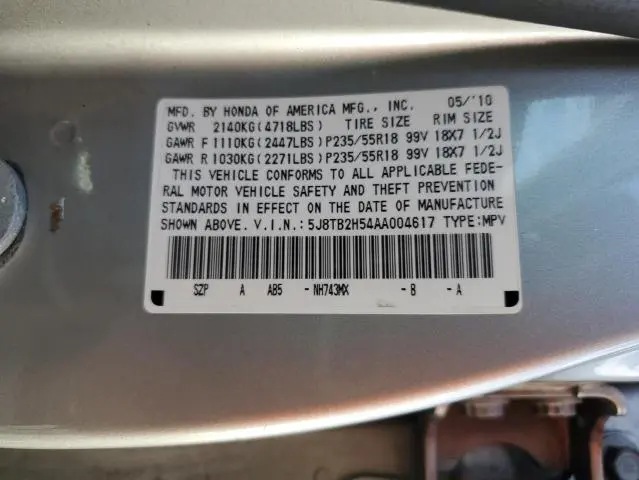 MFD. BY HONDA OF AMERICA MFG., INC. 05/'10
GVWR 2140KG(4718LBS) TIRE SIZE RIM SIZE
GAWR F 1110KG(2447LBS)P235/55R18 99V 18X7 1/2J
GAWR R 1030KG(2271LBS)P235/55R18 99V 18X7 1/2J
THIS VEHICLE CONFORMS TO ALL APPLICABLE FEDE-
RAL MOTOR VEHICLE SAFETY AND THEFT PREVENTION
STANDARDS IN EFFECT ON THE DATE OF MANUFACTURE
SHOWN ABOVE. V.I.N.:5J8TB2H54AA004617 TYPE:MPV
SZP A AB5 -NH743MX -B -A